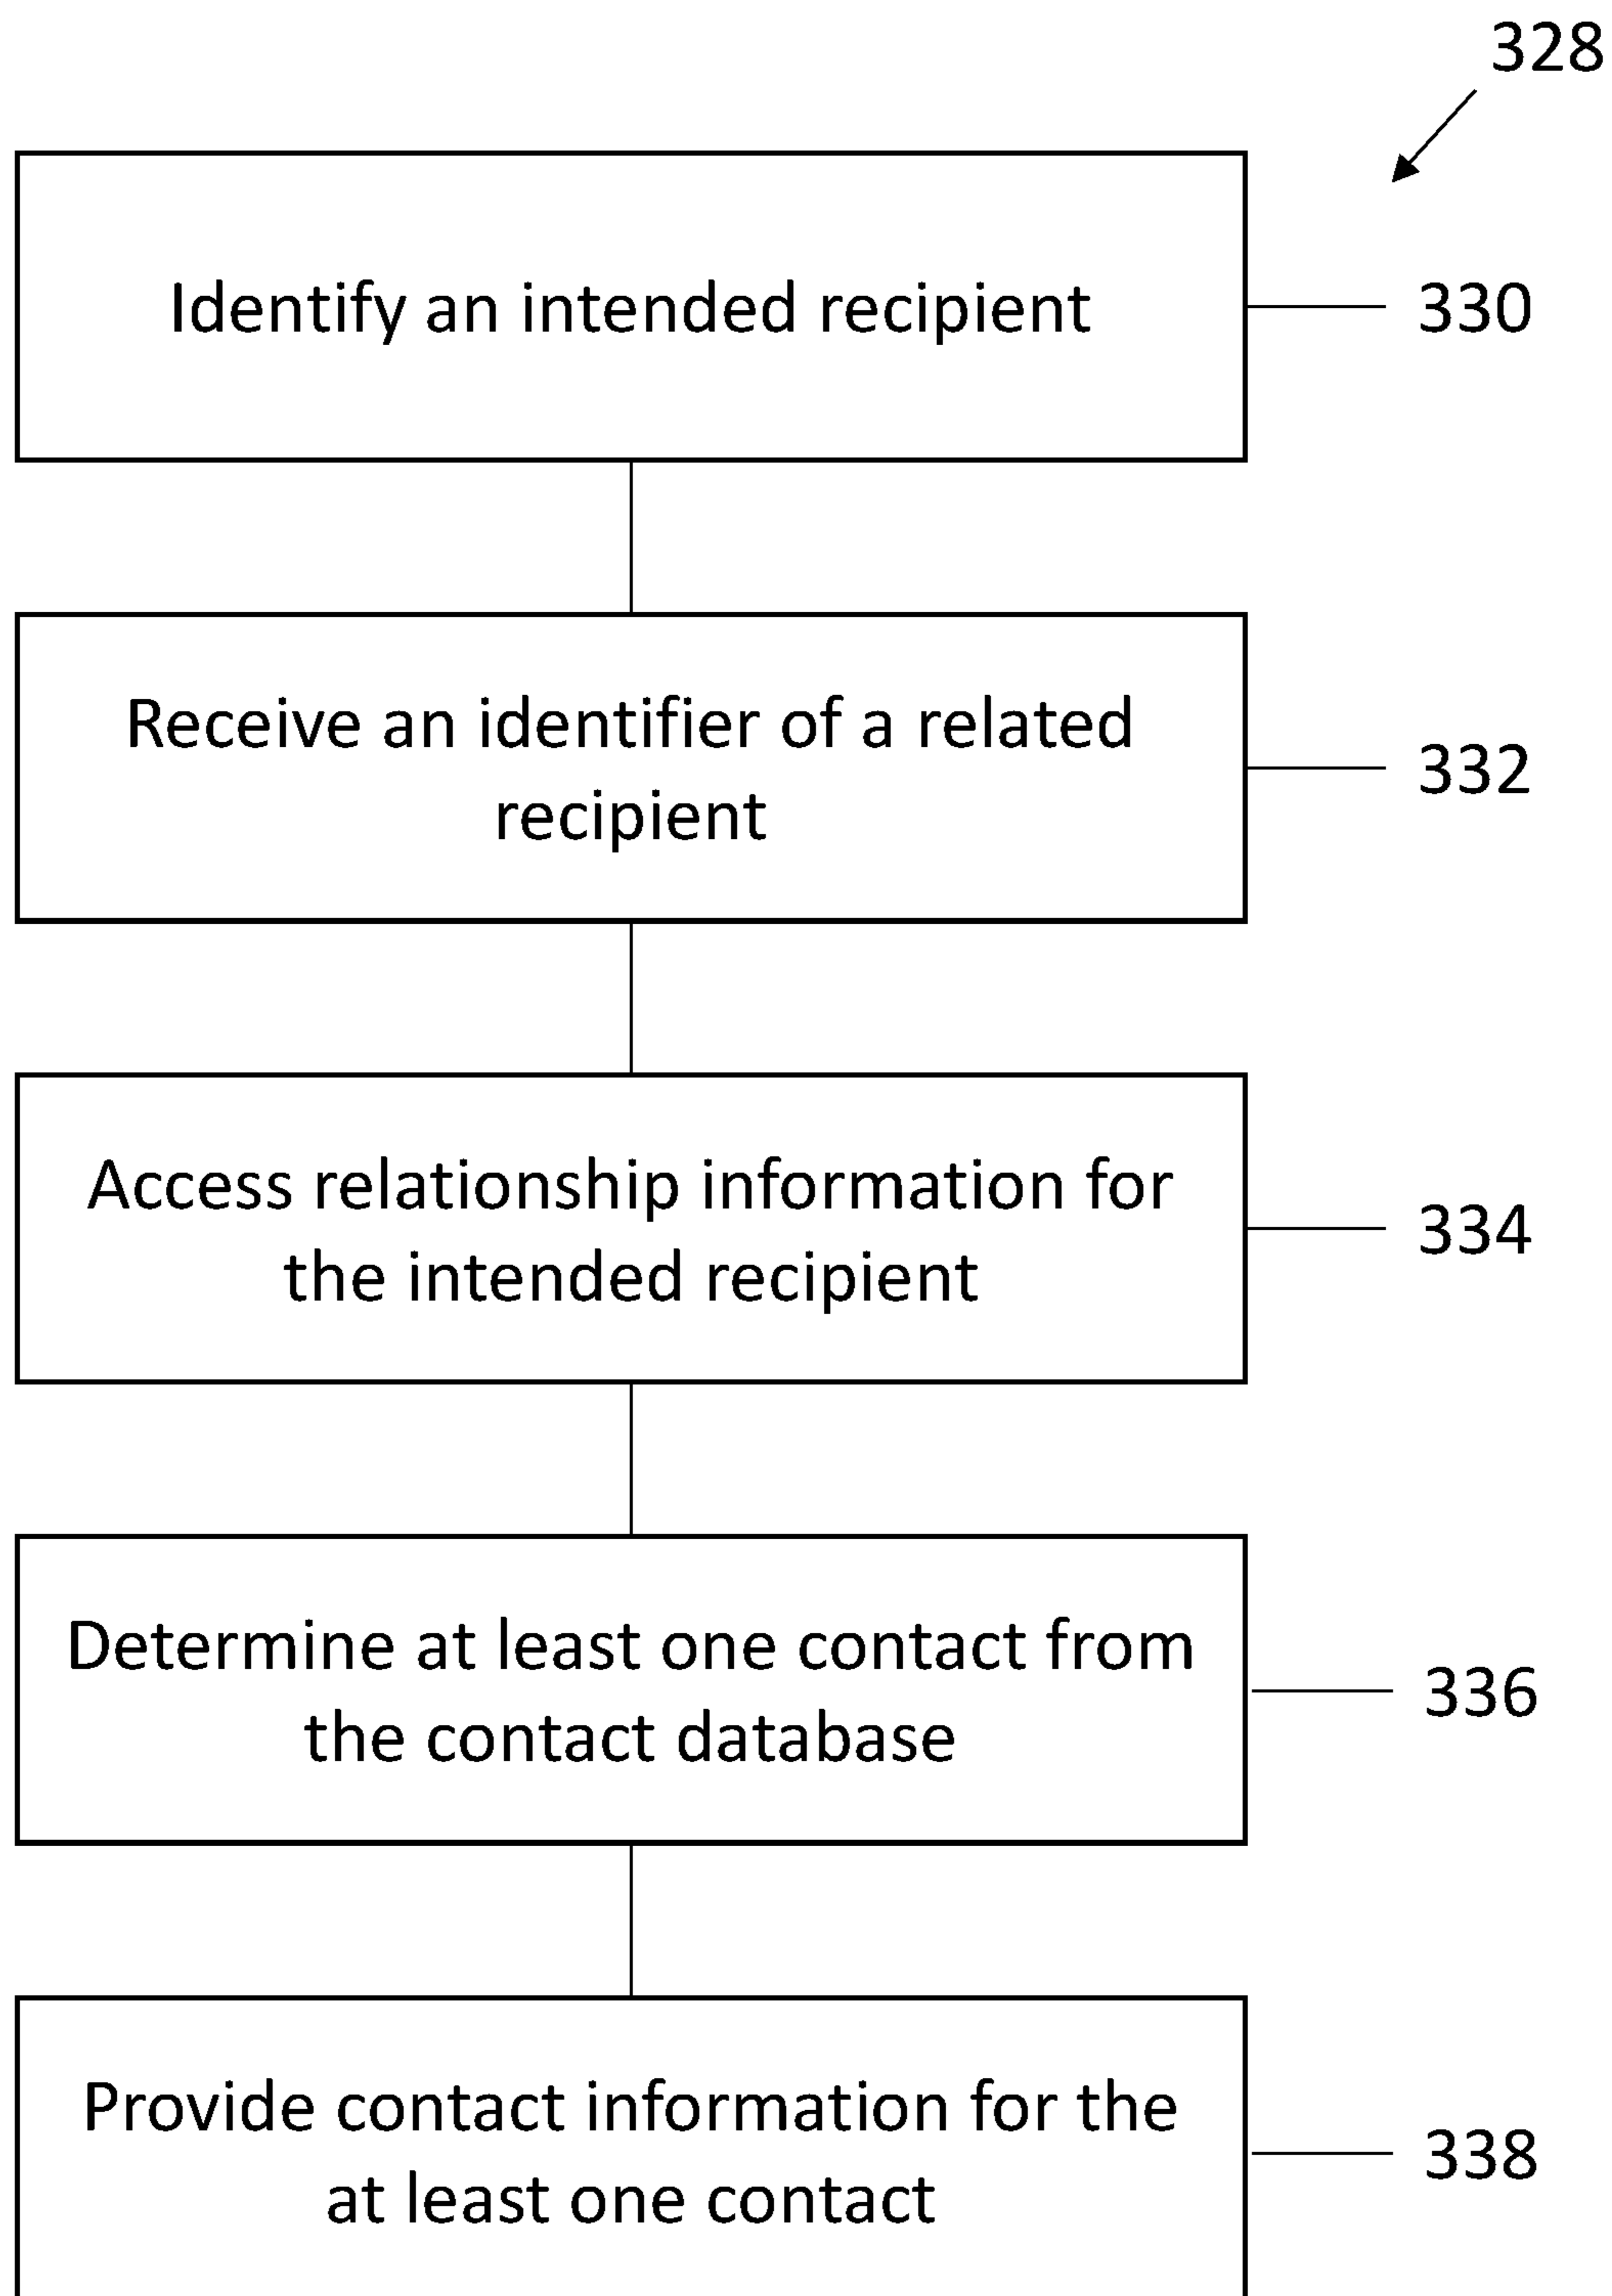 328
Identify an intended recipient
330
Receive an identifier of a related
recipient
332
Access relationship information for
the intended recipient
334
Determine at least one contact from
the contact database
336
Provide contact information for the
at least one contact
338